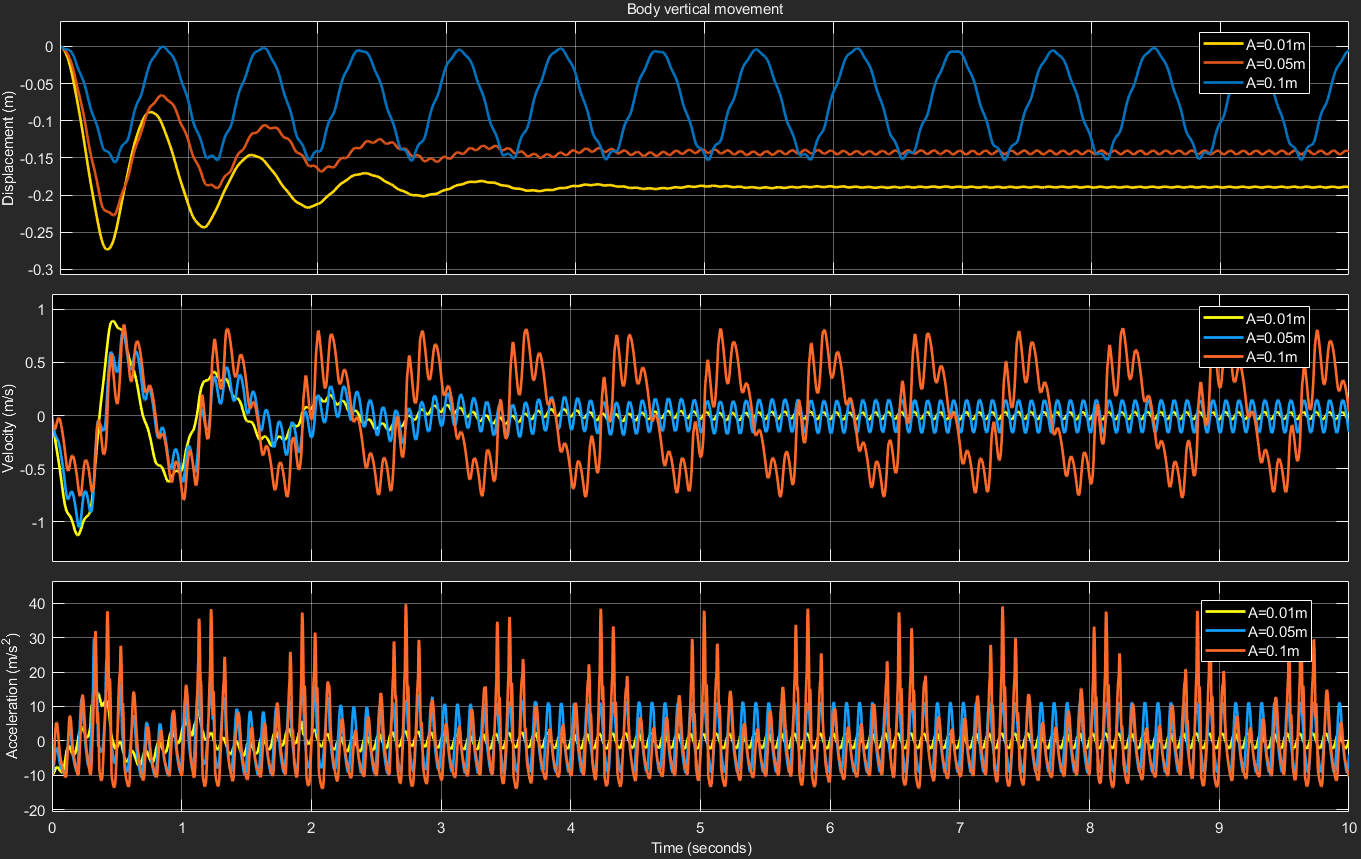 Body vertical movement
Displacement (m)
0
-0.05
-0.1
-0.15
-0.2
-0.25
-0.3
A=0.01m
A=0.05m
A=0.1m
Velocity (m/s)
1
0.5
0
-0.5
-1
A=0.01m
A=0.05m
A=0.1m
Acceleration (m/s²)
40
30
20
10
0
-10
-20
A=0.01m
A=0.05m
A=0.1m
0 1 2 3 4 5 6 7 8 9 10
Time (seconds)